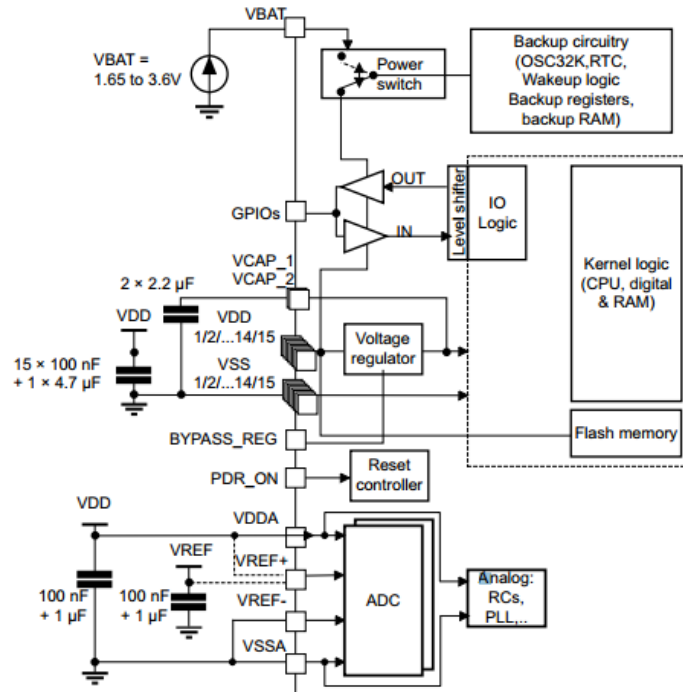 VBAT
VBAT =
1.65 to 3.6V
Power
switch
Backup circuitry
(OSC32K,RTC,
Wakeup logic
Backup registers,
backup RAM)
GPIOs
OUT
IN
Level shifter
IO
Logic
Kernel logic
(CPU, digital
& RAM)
VCAP_1
VCAP_2
2 × 2.2 µF
VDD
VDD
1/2/...14/15
Voltage
regulator
15 × 100 nF
+ 1 × 4.7 µF
VSS
1/2/...14/15
BYPASS_REG
Flash memory
PDR_ON
Reset
controller
VDD
VDDA
VREF
VREF+
100 nF
+ 1 µF
100 nF
+ 1 µF
VREF-
ADC
Analog:
RCs,
PLL,..
VSSA